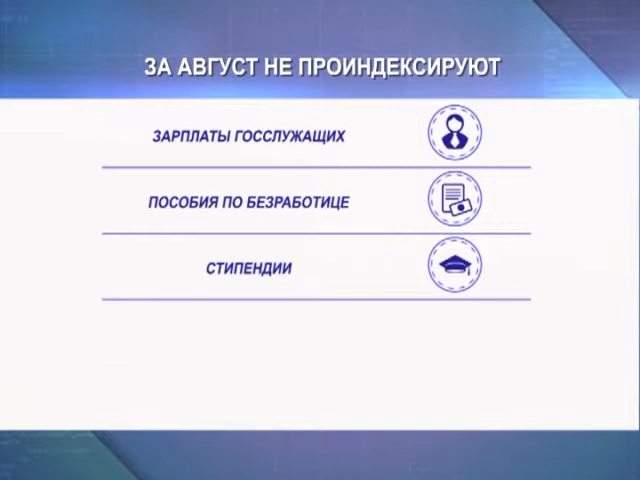 ЗА АВГУСТ НЕ ПРОИНДЕКСИРУЮТ
ЗАРПЛАТЫ ГОССЛУЖАЩИХ
ПОСОБИЯ ПО БЕЗРАБОТИЦЕ
СТИПЕНДИИ